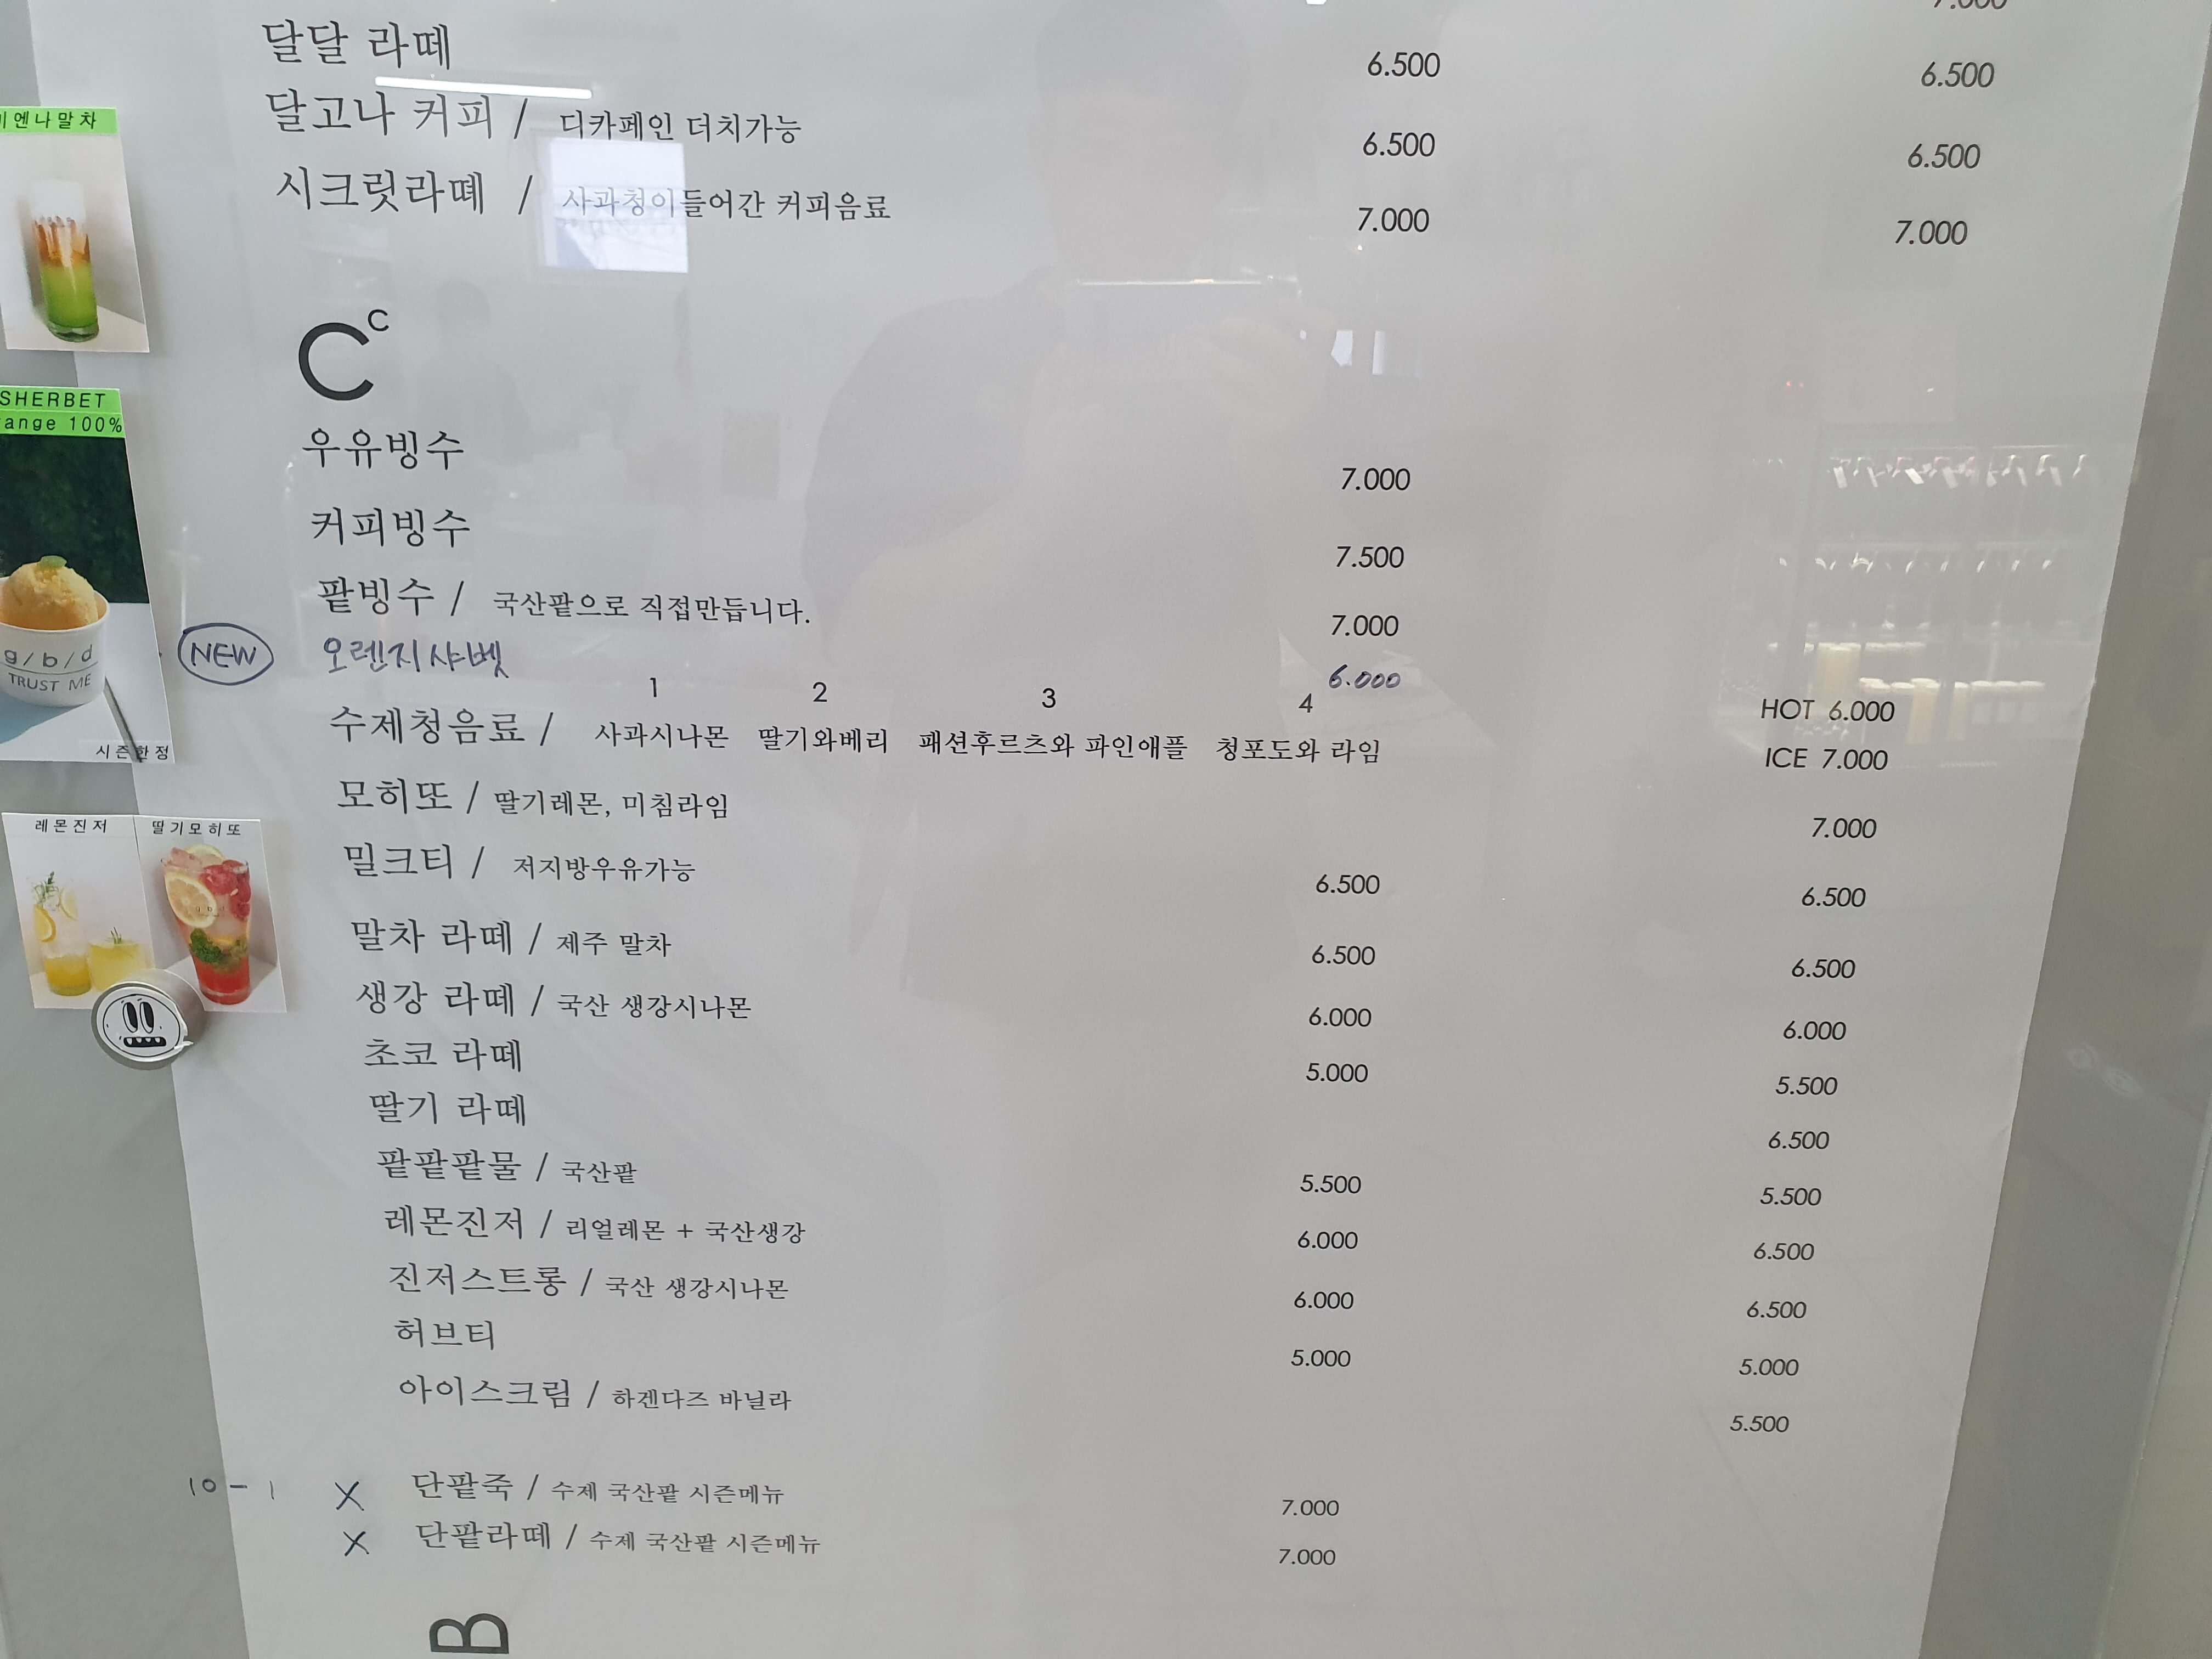 달달 라떼 6.500 6.500
달고나 커피 / 디카페인 더치가능 6.500 6.500
시크릿라떼 / 사과청이들어간 커피음료 7.000 7.000
C C
우유빙수 7.000
커피빙수 7.500
팥빙수 / 국산팥으로 직접만듭니다. 7.000
NEW 오렌지샤벳 6.000
1 2 3 4
수제청음료 / 사과시나몬 딸기와베리 패션후르츠와 파인애플 청포도와 라임 HOT 6.000
ICE 7.000
모히또 / 딸기레몬, 미침라임 7.000
밀크티 / 저지방우유가능 6.500 6.500
말차 라떼 / 제주 말차 6.500 6.500
생강 라떼 / 국산 생강시나몬 6.000 6.000
초코 라떼 5.000 5.500
딸기 라떼 6.500
팥팥팥물 / 국산팥 5.500 5.500
레몬진저 / 리얼레몬 + 국산생강 6.000 6.500
진저스트롱 / 국산 생강시나몬 6.000 6.500
허브티 5.000 5.000
아이스크림 / 하겐다즈 바닐라 5.500
10 - 1 X 단팥죽 / 수제 국산팥 시즌메뉴 7.000
X 단팥라떼 / 수제 국산팥 시즌메뉴 7.000
B
엔나말차
SHERBET
ange 100%
g/b/d
TRUST ME
시즌한정
레몬진저 딸기모히또